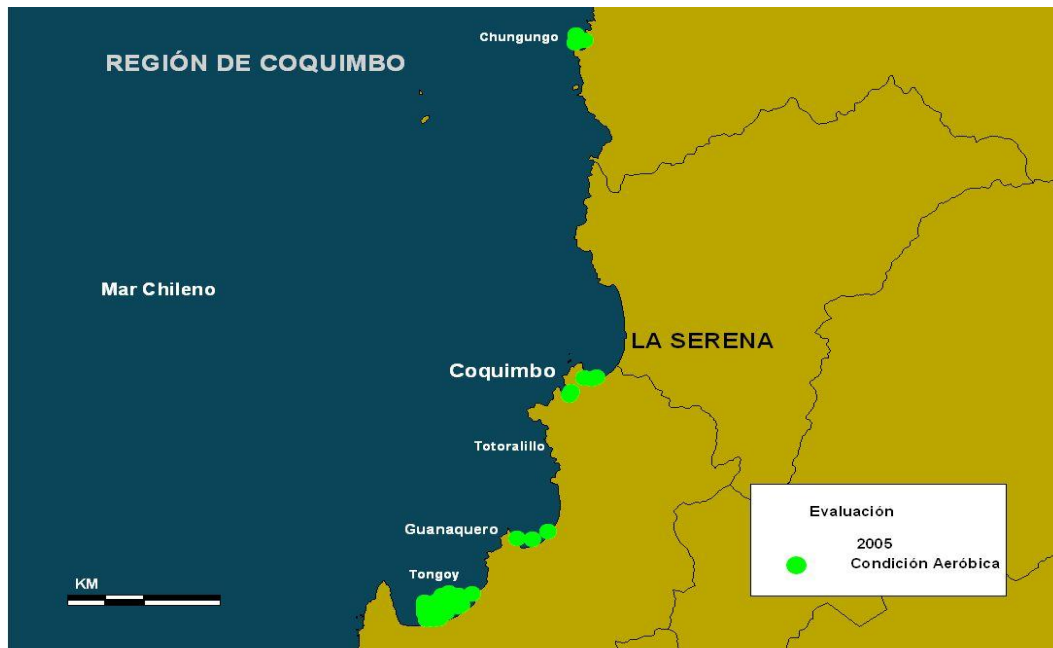 Chungungo
REGIÓN DE COQUIMBO
Mar Chileno
LA SERENA
Coquimbo
Totoralillo
Guanaquero
Tongoy
KM
Evaluación
2005
Condición Aeróbica